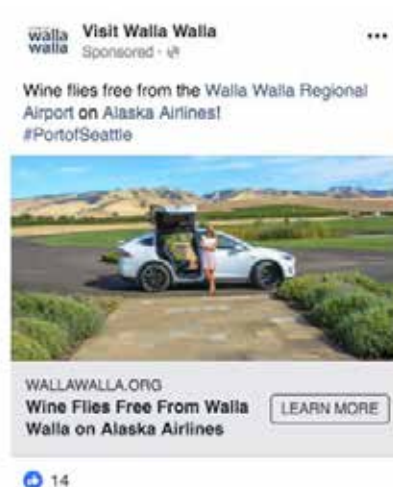 walla
walla
Visit Walla Walla
Sponsored ·
Wine flies free from the Walla Walla Regional
Airport on Alaska Airlines!
#PortofSeattle
WALLAWALLA.ORG
Wine Flies Free From Walla
Walla on Alaska Airlines
LEARN MORE
14